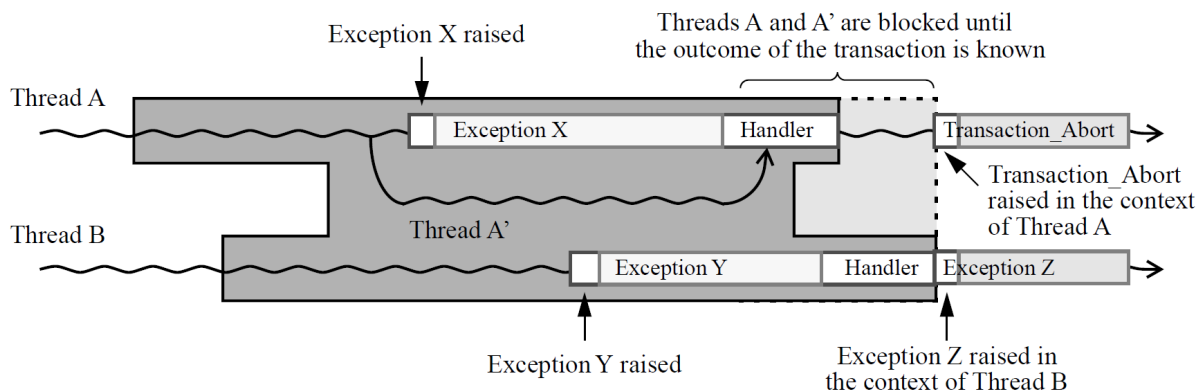 Exception X raised
Threads A and A’ are blocked until
the outcome of the transaction is known
Thread A
Exception X
Handler
Transaction_Abort
Transaction_Abort
raised in the context
of Thread A
Thread A’
Thread B
Exception Y
Handler
Exception Z
Exception Y raised
Exception Z raised in
the context of Thread B